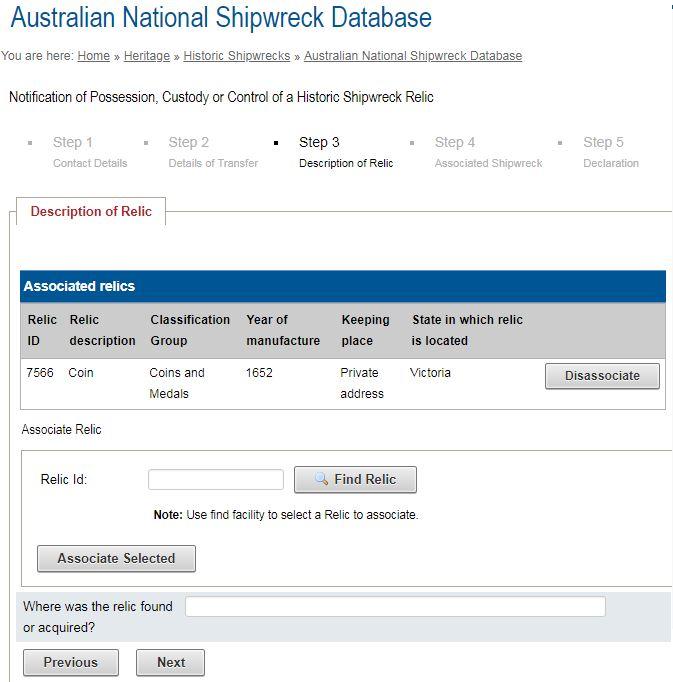 Australian National Shipwreck Database
You are here: Home » Heritage » Historic Shipwrecks » Australian National Shipwreck Database
Notification of Possession, Custody or Control of a Historic Shipwreck Relic
Step 1 Step 2 Step 3 Step 4 Step 5
Contact Details Details of Transfer Description of Relic Associated Shipwreck Declaration
Description of Relic
Associated relics
Relic Relic Classification Year of Keeping State in which relic
ID description Group manufacture place is located
7566 Coin Coins and 1652 Private Victoria Disassociate
Medals address
Associate Relic
Relic Id: Find Relic
Note: Use find facility to select a Relic to associate.
Associate Selected
Where was the relic found
or acquired?
Previous Next